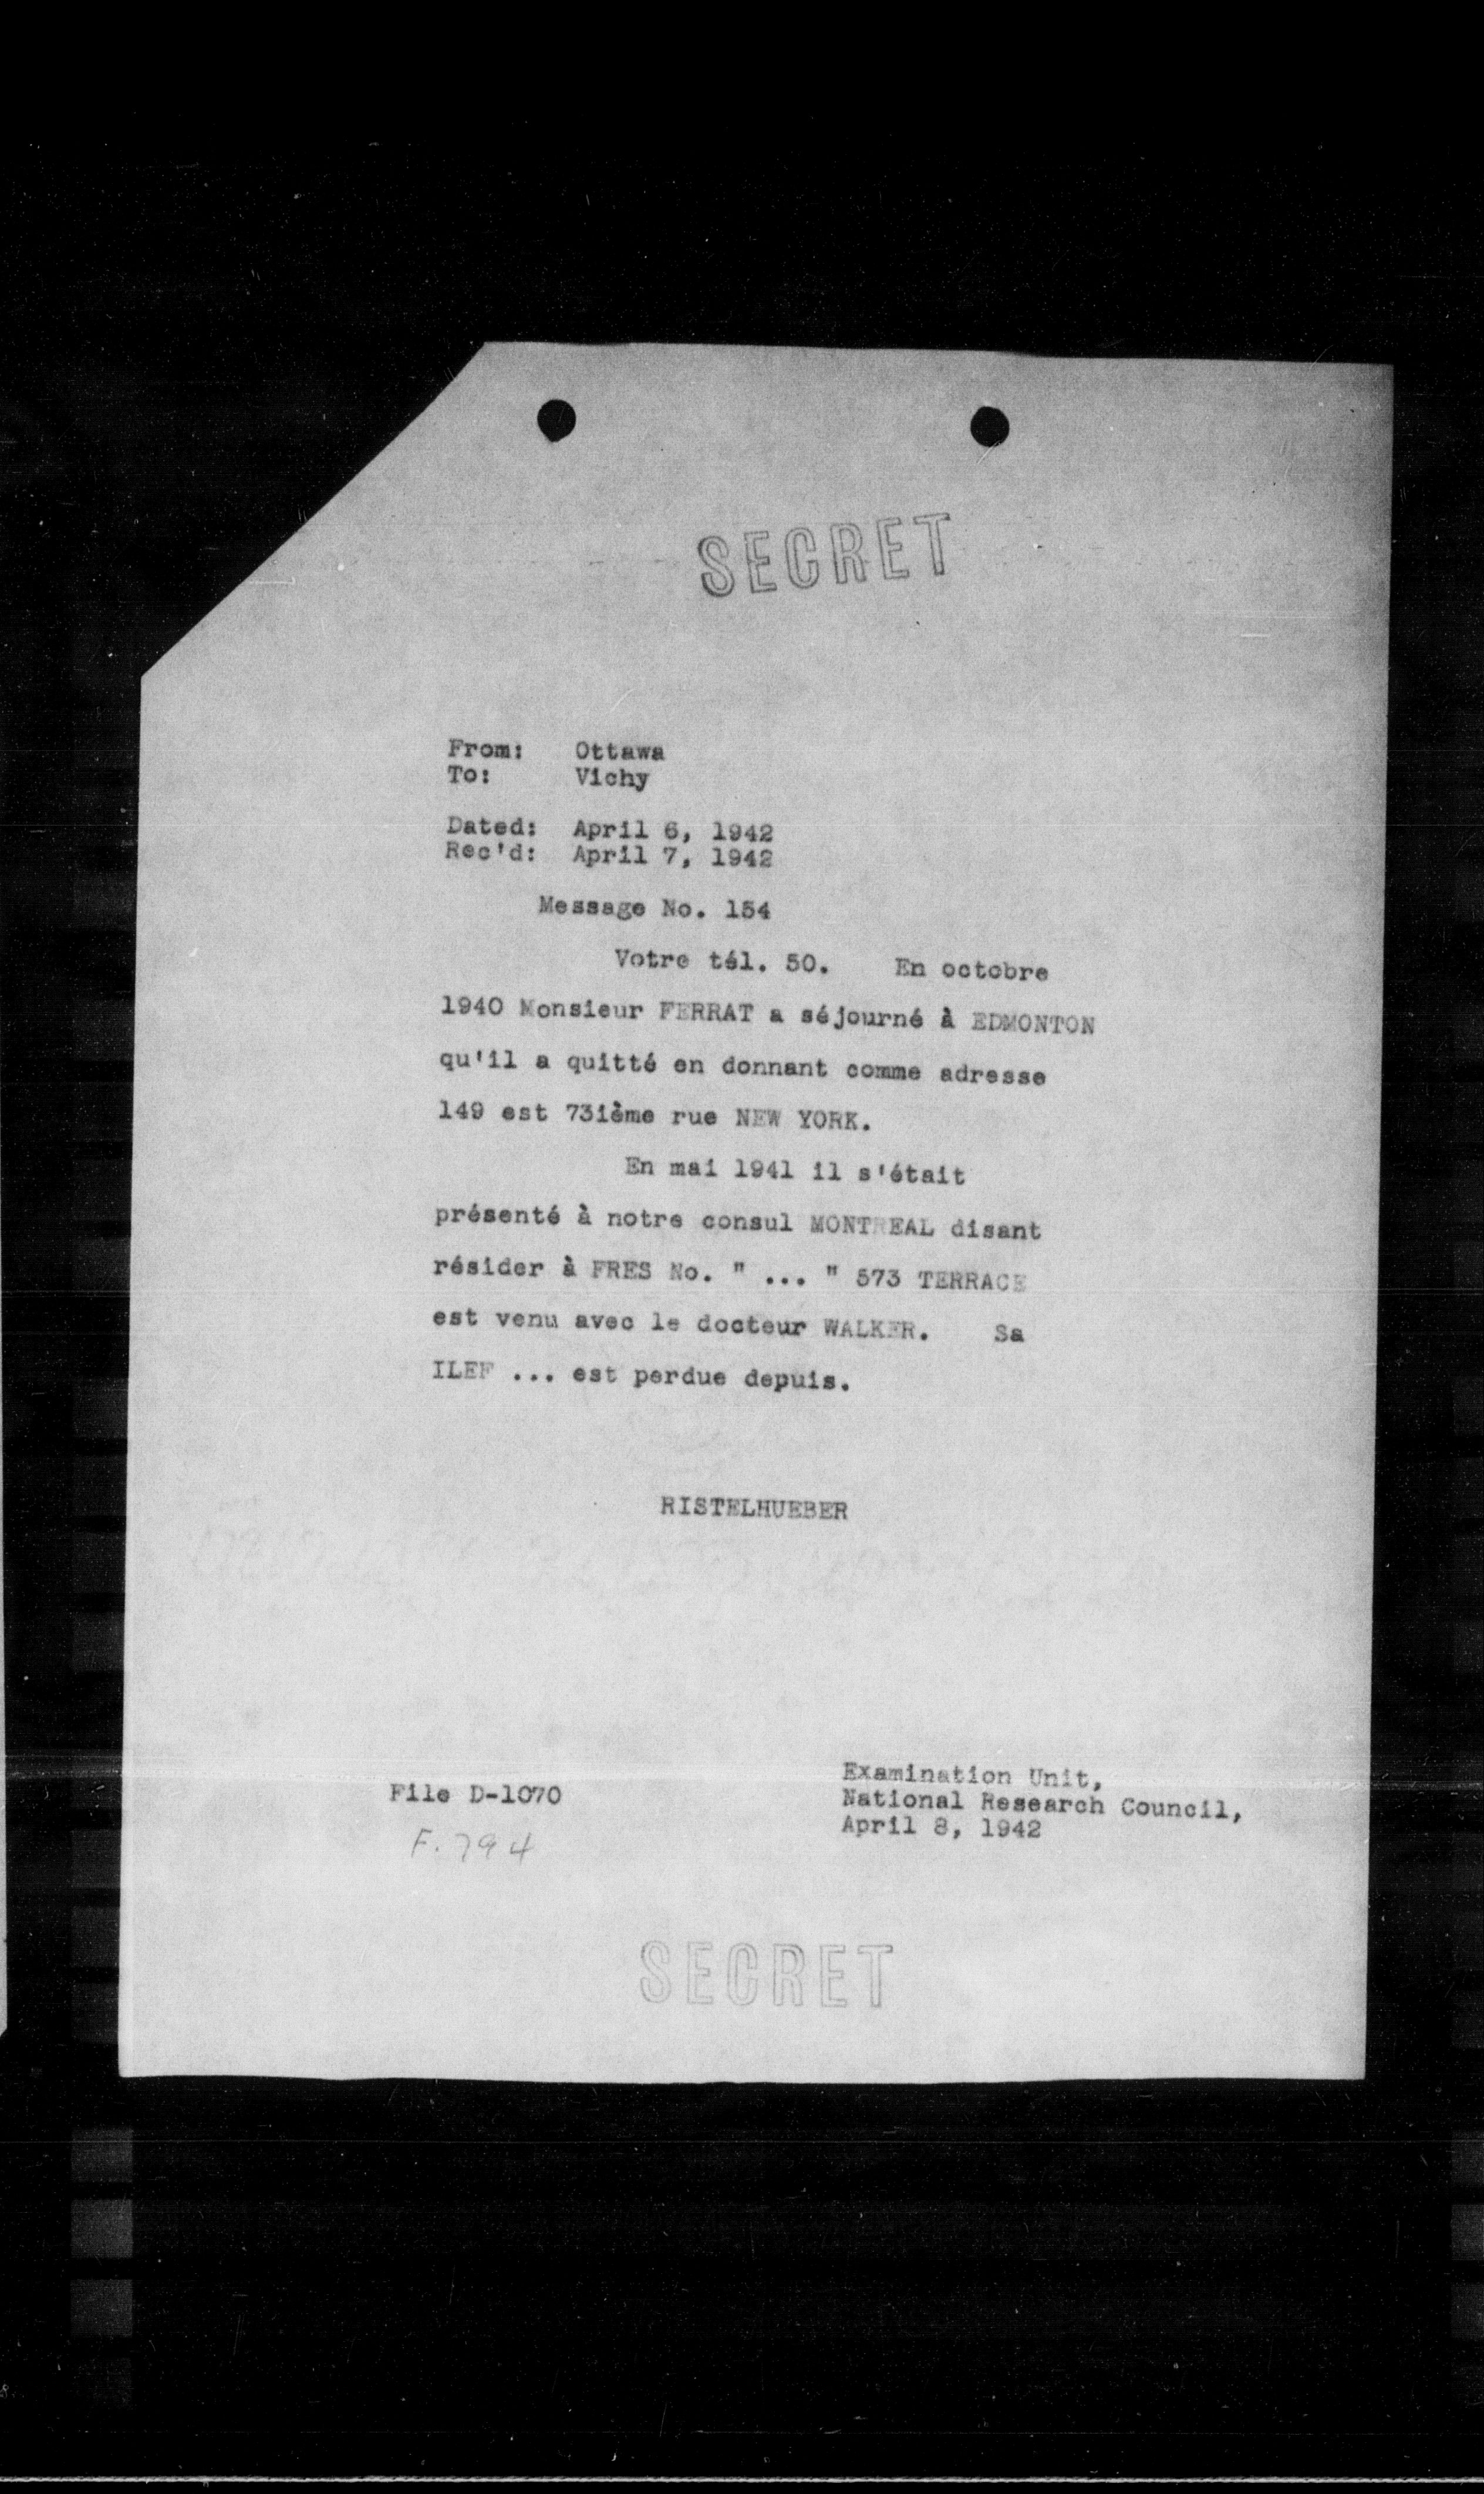 SECRET
From: Ottawa
To: Vichy
Dated: April 6, 1942
Rec'd: April 7, 1942
Message No. 154
Votre tél. 50. En octobre
1940 Monsieur FERRAT a séjourné à EDMONTON
qu'il a quitté en donnant comme adresse
149 est 73ième rue NEW YORK.
En mai 1941 il s'était
présenté à notre consul MONTREAL disant
résider à FRES No. " ... " 573 TERRACE
est venu avec le docteur WALKER. Sa
ILEF ... est perdue depuis.
RISTELHUEBER
File D-1070
F. 794
Examination Unit,
National Research Council,
April 8, 1942
SECRET